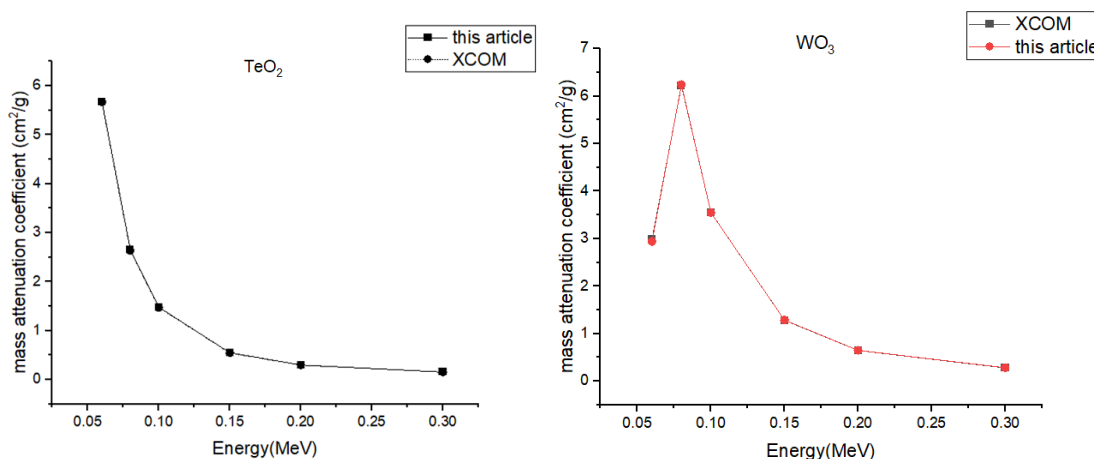 this article
XCOM
TeO2
mass attenuation coefficient (cm2/g)
6
5
4
3
2
1
0
0.05 0.10 0.15 0.20 0.25 0.30
Energy(MeV)
XCOM
this article
WO3
mass attenuation coefficient (cm2/g)
7
6
5
4
3
2
1
0
0.05 0.10 0.15 0.20 0.25 0.30
Energy(MeV)